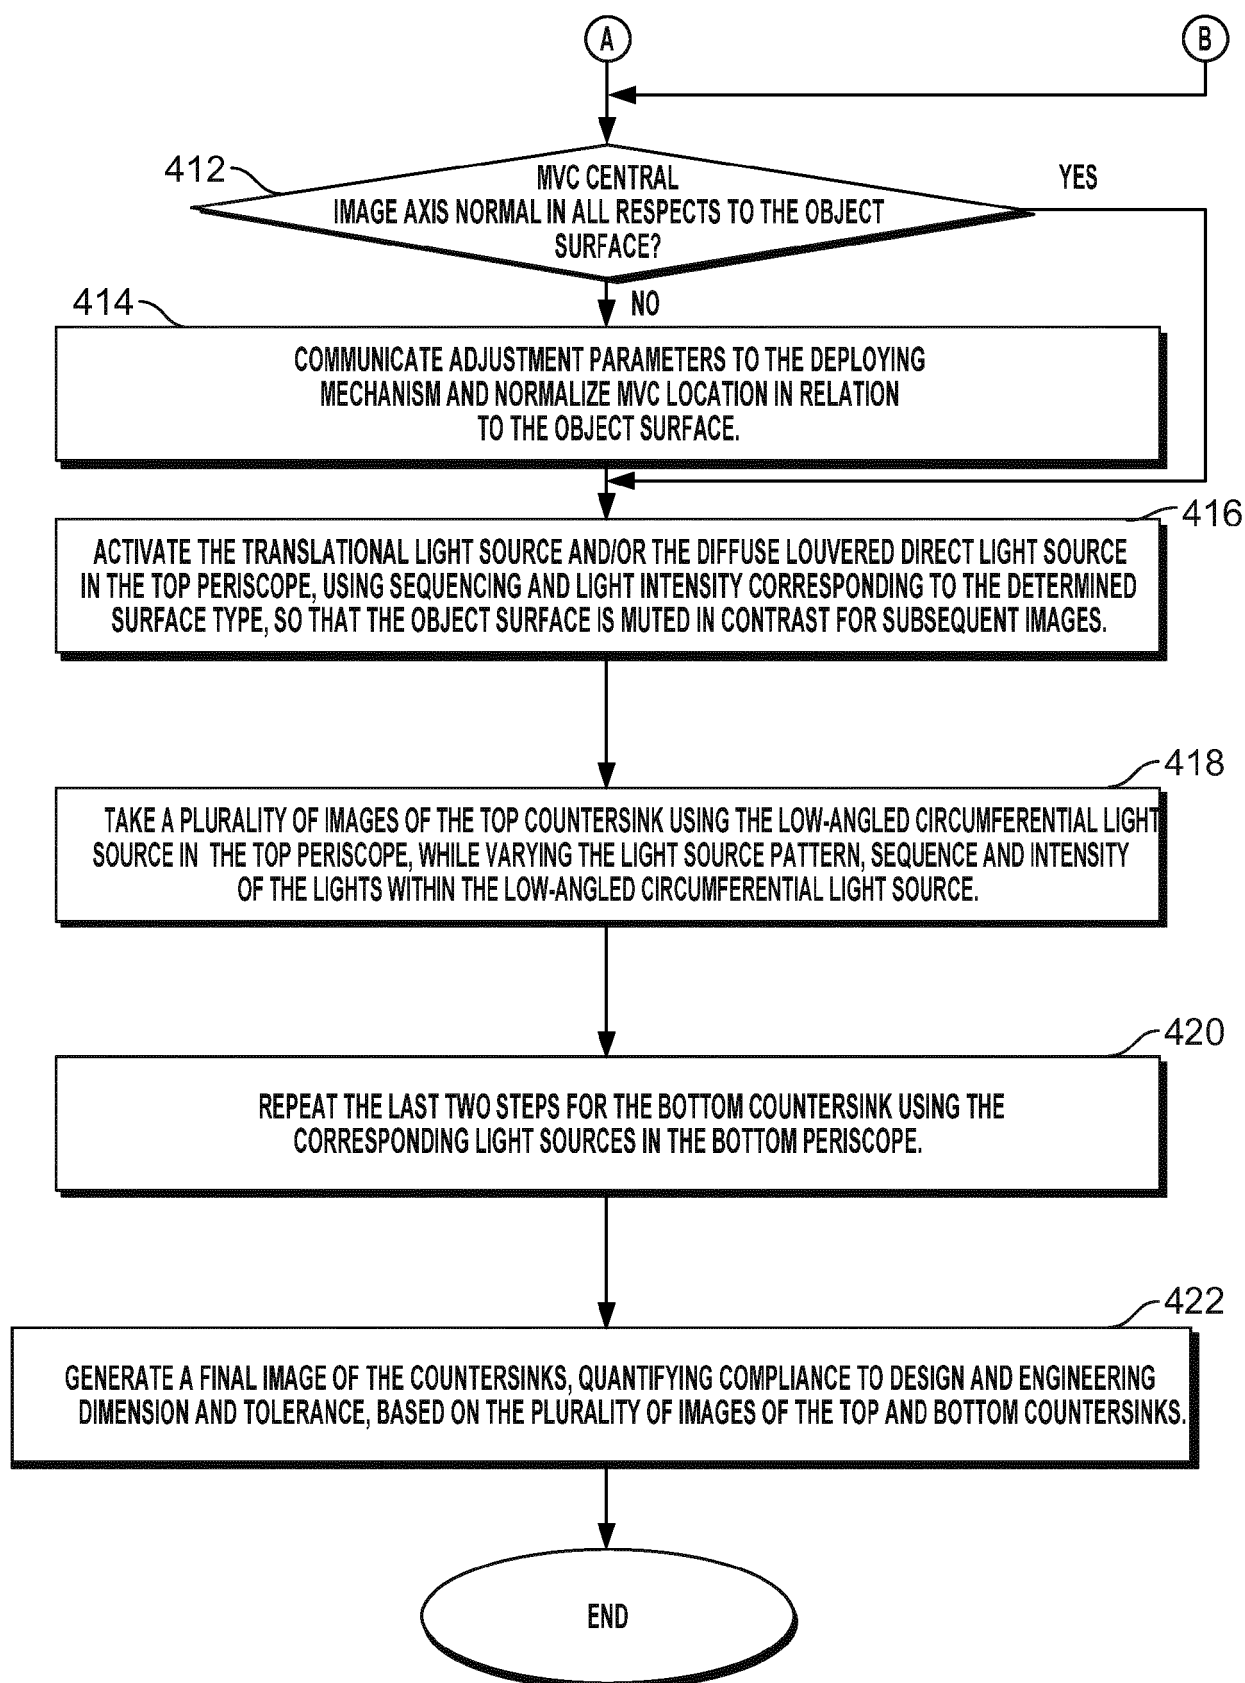 A
B
412
MVC CENTRAL
IMAGE AXIS NORMAL IN ALL RESPECTS TO THE OBJECT
SURFACE?
YES
NO
414
COMMUNICATE ADJUSTMENT PARAMETERS TO THE DEPLOYING
MECHANISM AND NORMALIZE MVC LOCATION IN RELATION
TO THE OBJECT SURFACE.
416
ACTIVATE THE TRANSLATIONAL LIGHT SOURCE AND/OR THE DIFFUSE LOUVERED DIRECT LIGHT SOURCE
IN THE TOP PERISCOPE, USING SEQUENCING AND LIGHT INTENSITY CORRESPONDING TO THE DETERMINED
SURFACE TYPE, SO THAT THE OBJECT SURFACE IS MUTED IN CONTRAST FOR SUBSEQUENT IMAGES.
418
TAKE A PLURALITY OF IMAGES OF THE TOP COUNTERSINK USING THE LOW-ANGLED CIRCUMFERENTIAL LIGHT
SOURCE IN THE TOP PERISCOPE, WHILE VARYING THE LIGHT SOURCE PATTERN, SEQUENCE AND INTENSITY
OF THE LIGHTS WITHIN THE LOW-ANGLED CIRCUMFERENTIAL LIGHT SOURCE.
420
REPEAT THE LAST TWO STEPS FOR THE BOTTOM COUNTERSINK USING THE
CORRESPONDING LIGHT SOURCES IN THE BOTTOM PERISCOPE.
422
GENERATE A FINAL IMAGE OF THE COUNTERSINKS, QUANTIFYING COMPLIANCE TO DESIGN AND ENGINEERING
DIMENSION AND TOLERANCE, BASED ON THE PLURALITY OF IMAGES OF THE TOP AND BOTTOM COUNTERSINKS.
END